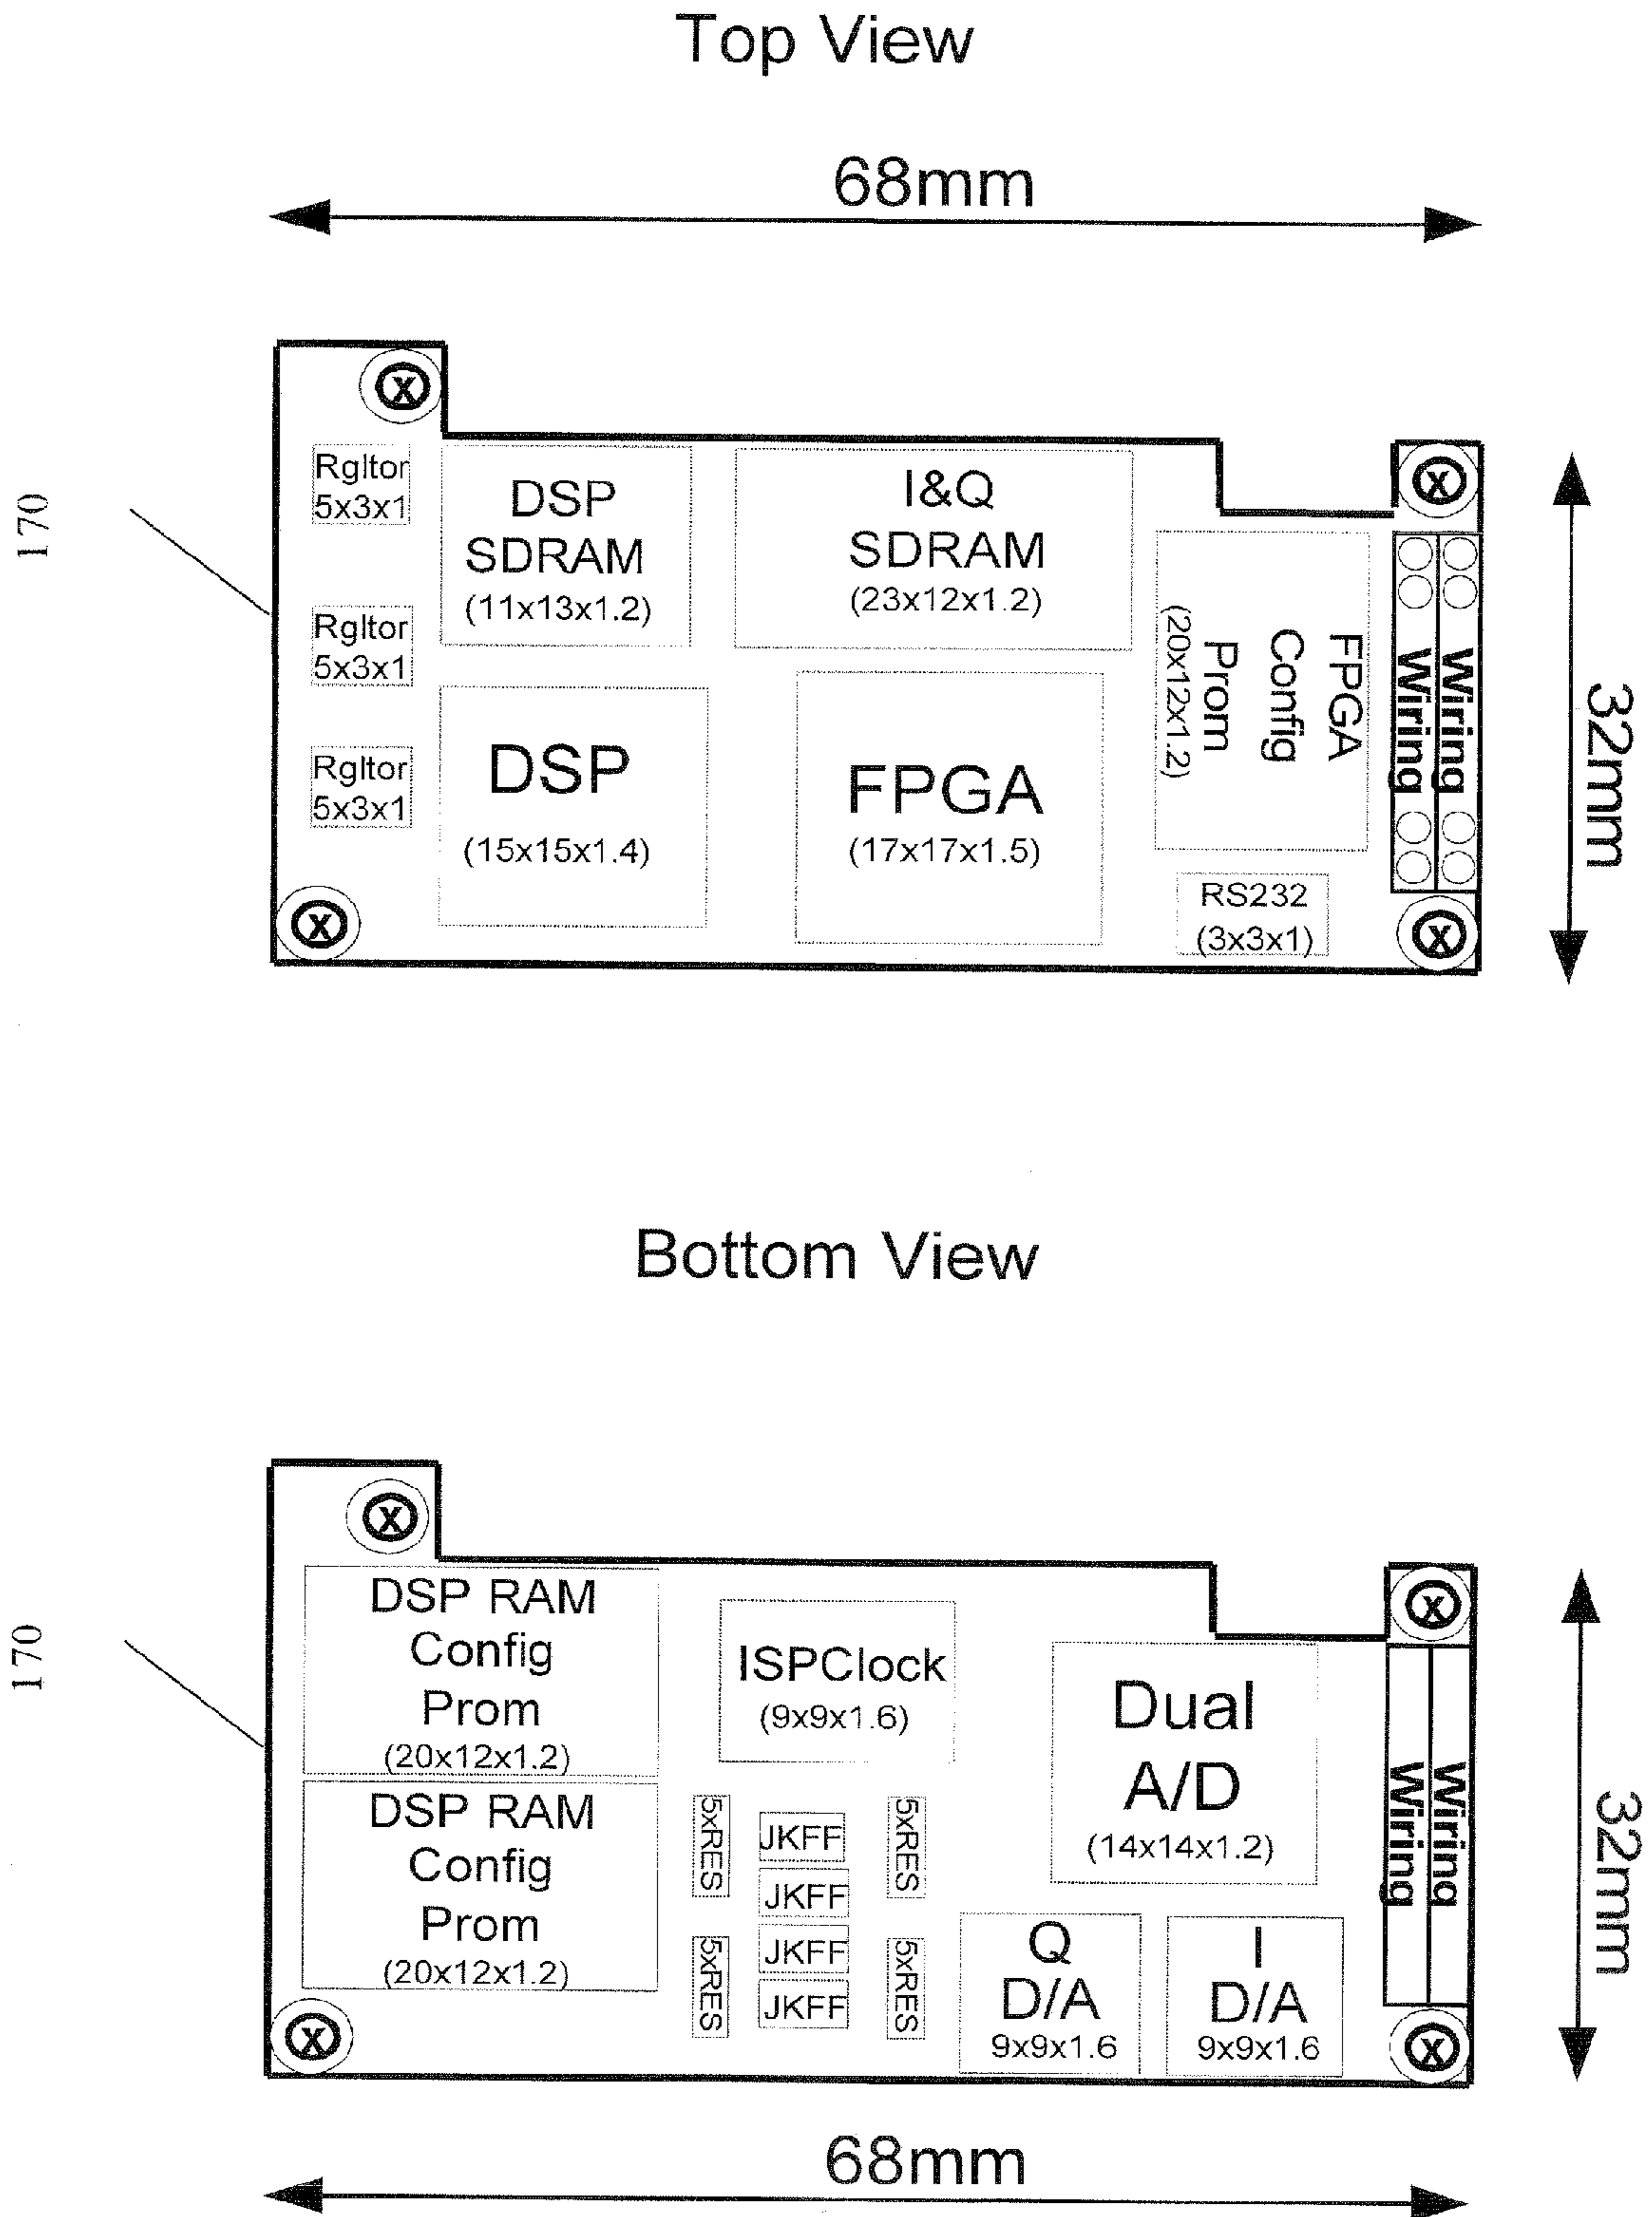 Top View
68mm
170
Rgltor
5x3x1
Rgltor
5x3x1
Rgltor
5x3x1
DSP
SDRAM
(11x13x1.2)
I&Q
SDRAM
(23x12x1.2)
DSP
(15x15x1.4)
FPGA
(17x17x1.5)
FPGA
Config
Prom
(20x12x1.2)
RS232
(3x3x1)
Wiring
Wiring
X
X
X
X
32mm
Bottom View
170
X
X
X
X
DSP RAM
Config
Prom
(20x12x1.2)
DSP RAM
Config
Prom
(20x12x1.2)
ISPClock
(9x9x1.6)
5xRES
5xRES
JKFF
JKFF
JKFF
JKFF
5xRES
5xRES
Dual
A/D
(14x14x1.2)
Q
D/A
9x9x1.6
I
D/A
9x9x1.6
Wiring
Wiring
32mm
68mm